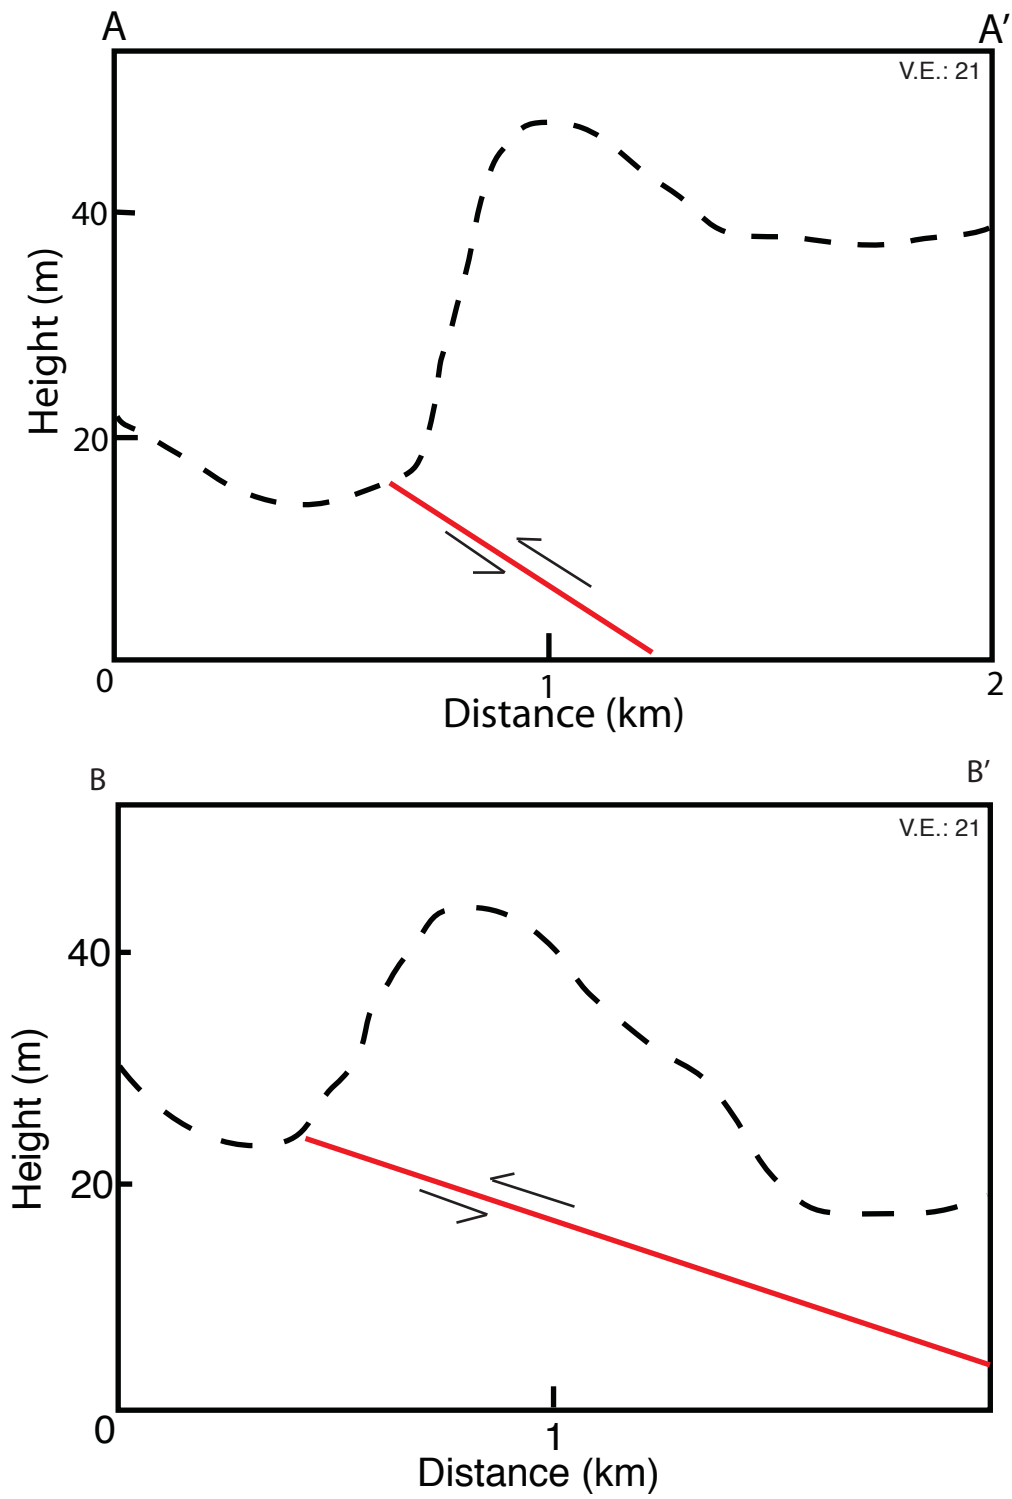 A A’
V.E.: 21
40
Height (m)
20
0 1 2
Distance (km)
B B’
V.E.: 21
40
Height (m)
20
0 1
Distance (km)